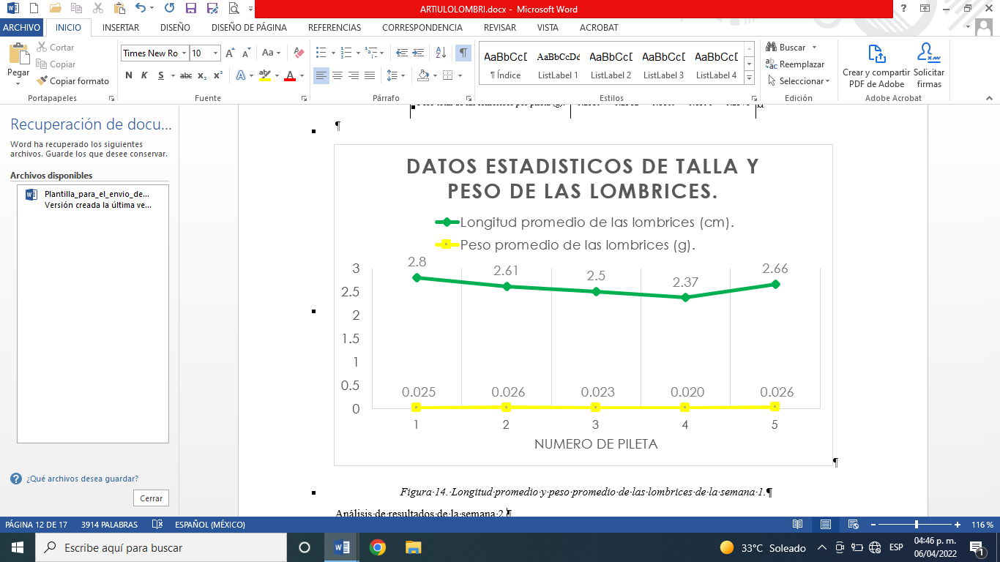 ARTIULOLOMBRI.docx - Microsoft Word
?
ARCHIVO INICIO INSERTAR DISEÑO DISEÑO DE PÁGINA REFERENCIAS CORRESPONDENCIA REVISAR VISTA ACROBAT
Pegar
Cortar
Copiar
Copiar formato
Portapapeles
Times New Ro 10
N K S abc x₂ x²
Fuente
Párrafo
AaBbCcD AaBbCcDd AaBbCcD AaBbCcD AaBbCcD
¶ Índice ListLabel 1 ListLabel 2 ListLabel 3 ListLabel 4
Estilos
Buscar
Reemplazar
Seleccionar
Edición
Crear y compartir
PDF de Adobe
Solicitar
firmas
Adobe Acrobat
Recuperación de docu...
Word ha recuperado los siguientes
archivos. Guarde los que desee conservar.
Archivos disponibles
Plantilla_para_el_envio_de...
Versión creada la última ve...
¿Qué archivos desea guardar?
Cerrar
DATOS ESTADISTICOS DE TALLA Y
PESO DE LAS LOMBRICES.
Longitud promedio de las lombrices (cm).
Peso promedio de las lombrices (g).
2.8 2.61 2.5 2.37 2.66
3
2.5
2
1.5
1
0.5
0
0.025 0.026 0.023 0.020 0.026
1 2 3 4 5
NUMERO DE PILETA
Figura·14.·Longitud·promedio·y·peso·promedio·de·las·lombrices·de·la·semana·1.¶
Análisis·de·resultados·de·la·semana·2.¶
PÁGINA 12 DE 17 3914 PALABRAS ESPAÑOL (MÉXICO) 116 %
Escribe aquí para buscar
33°C Soleado
ESP
04:46 p. m.
06/04/2022
1